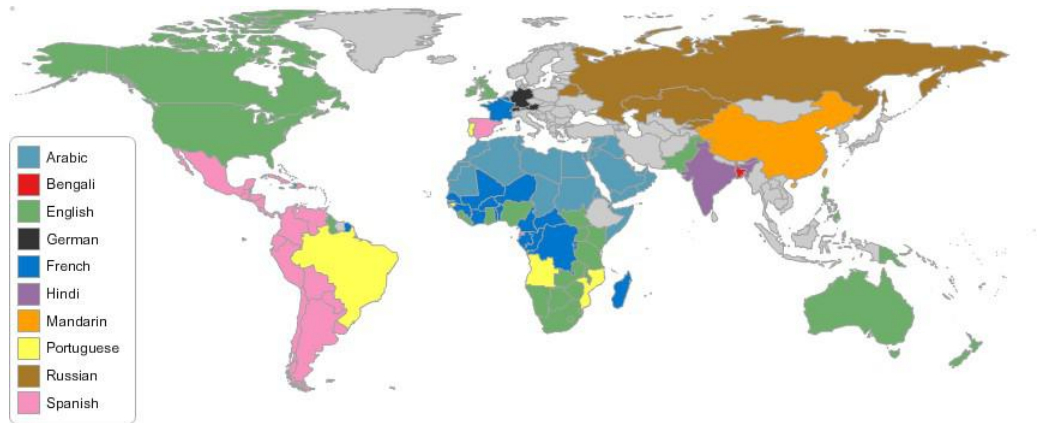 Arabic
Bengali
English
German
French
Hindi
Mandarin
Portuguese
Russian
Spanish